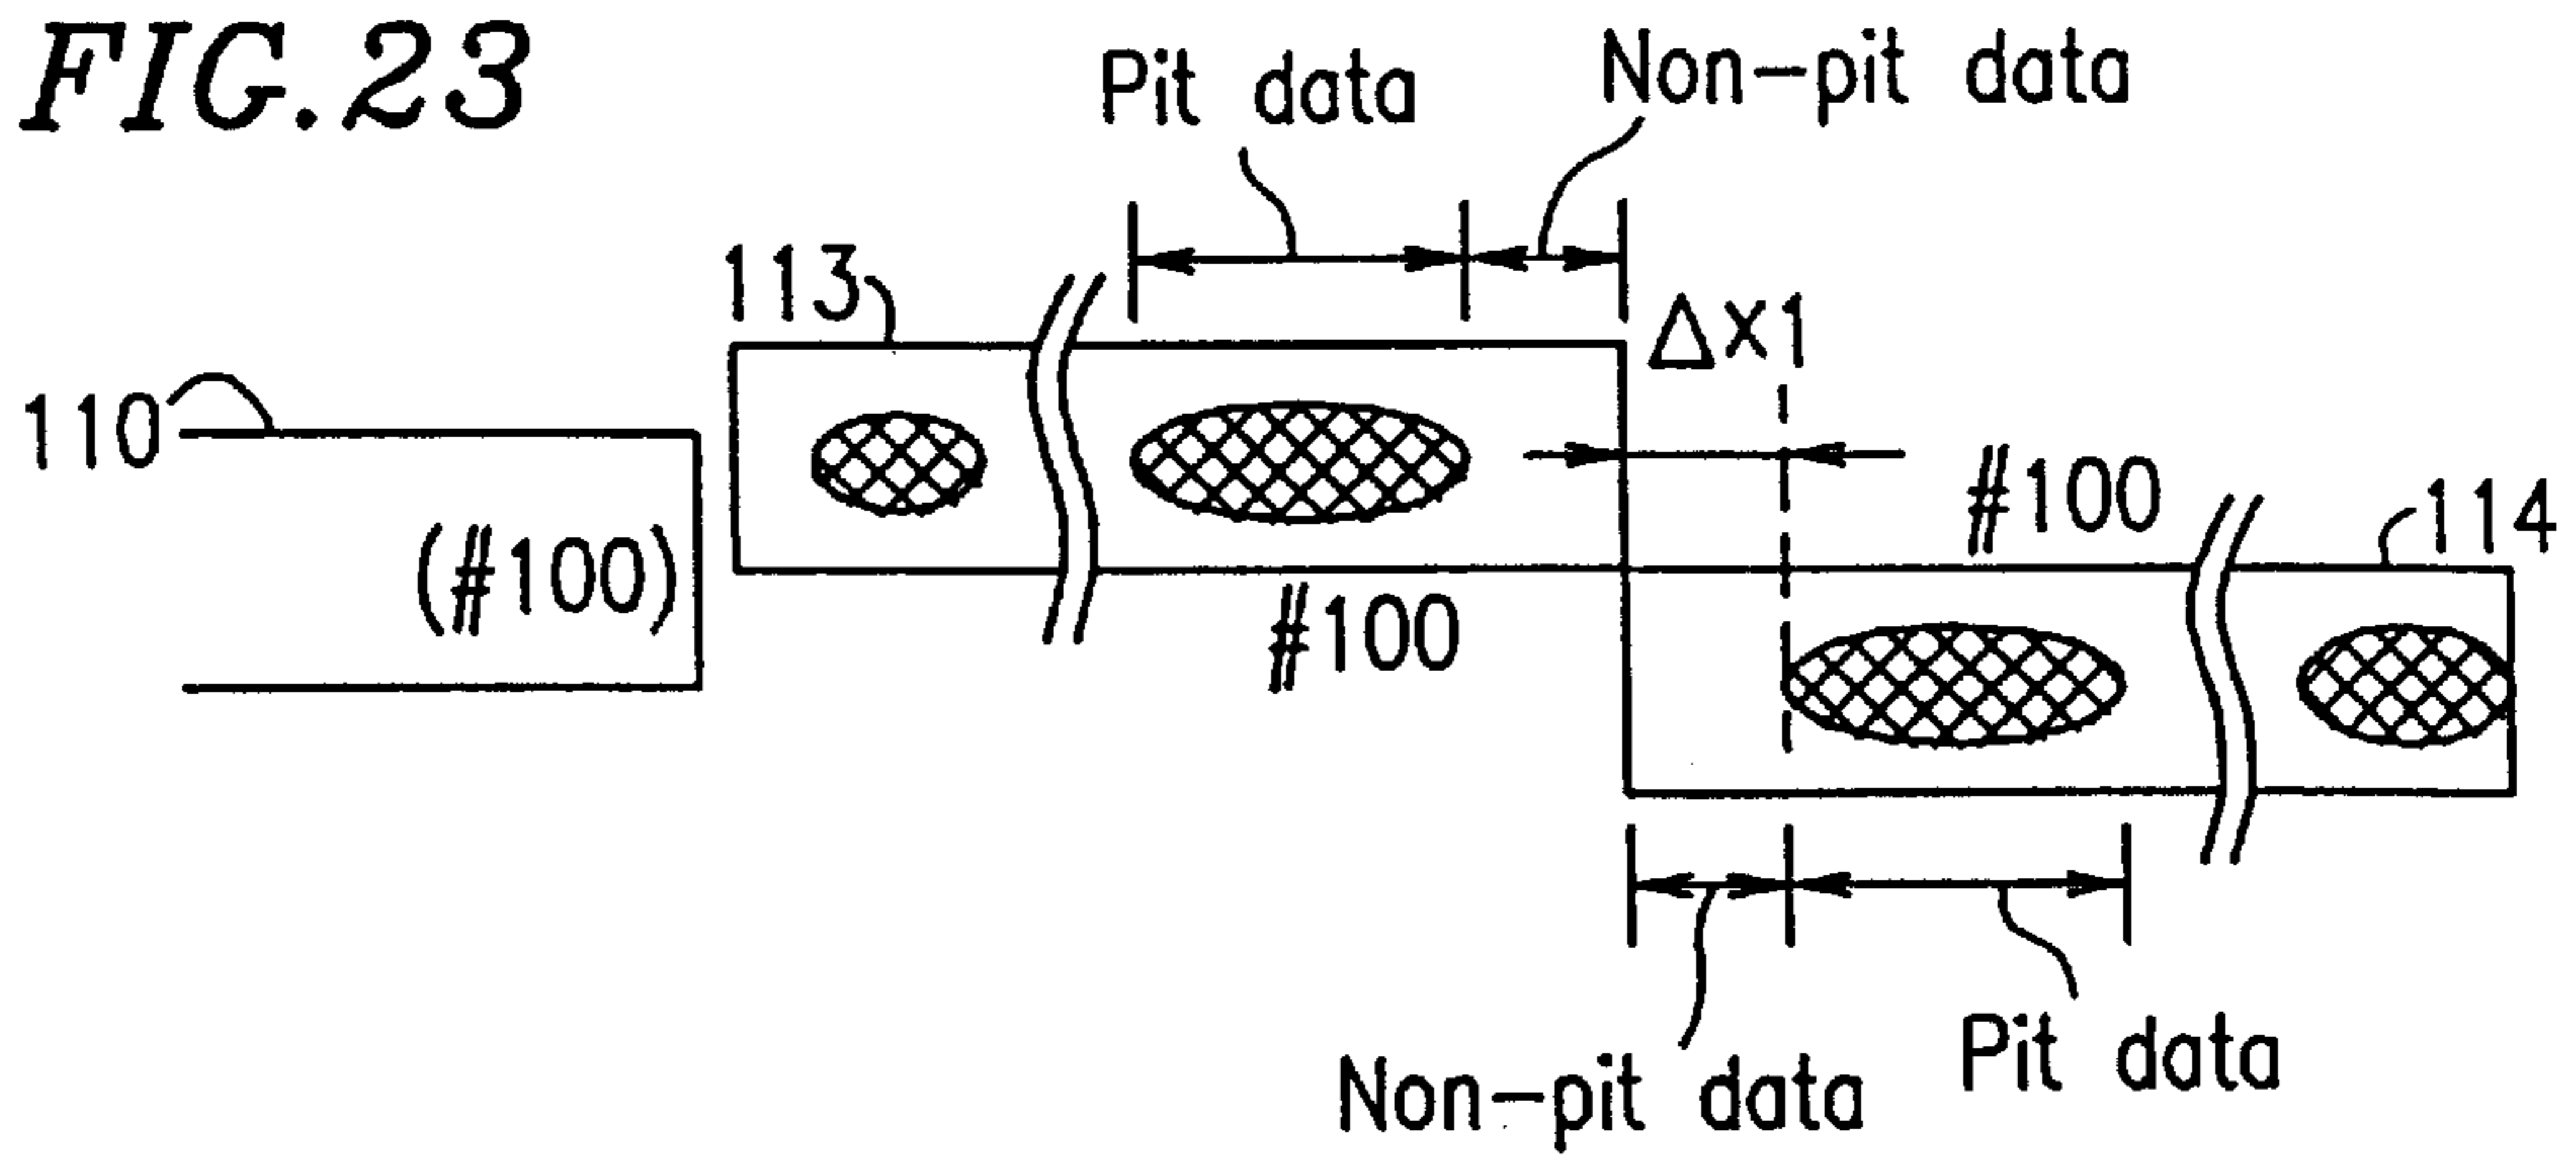 FIG. 23
Pit data
Non-pit data
113
Δx1
110
(#100)
#100
#100
114
Non-pit data
Pit data